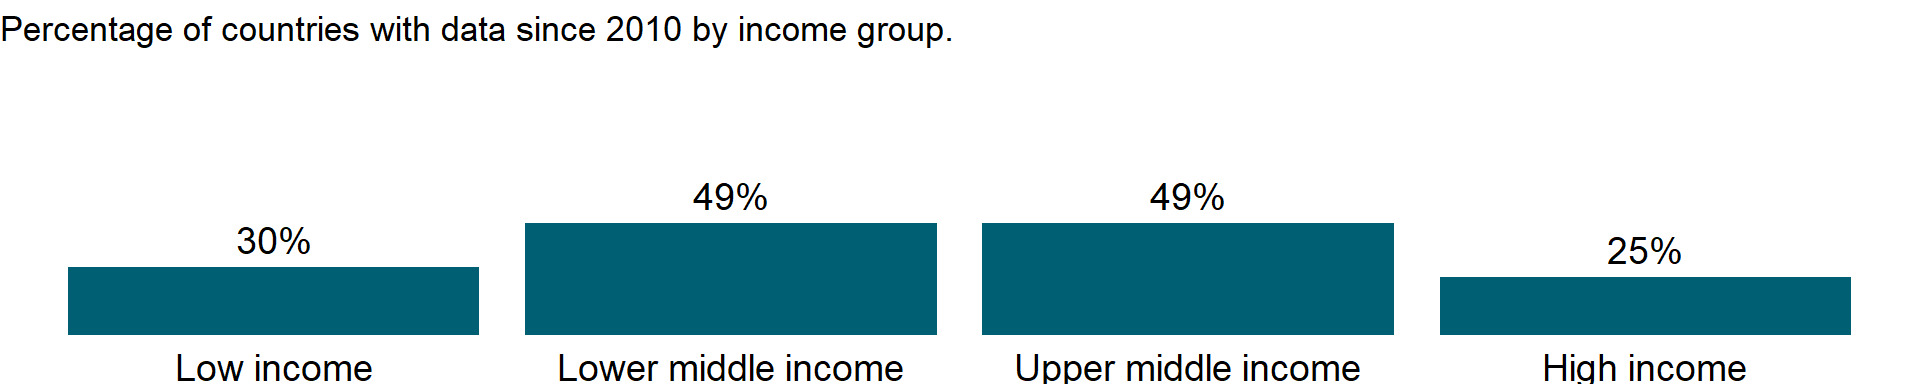 Percentage of countries with data since 2010 by income group.
49%
49%
30%
25%
Low income
Lower middle income
Upper middle income
High income